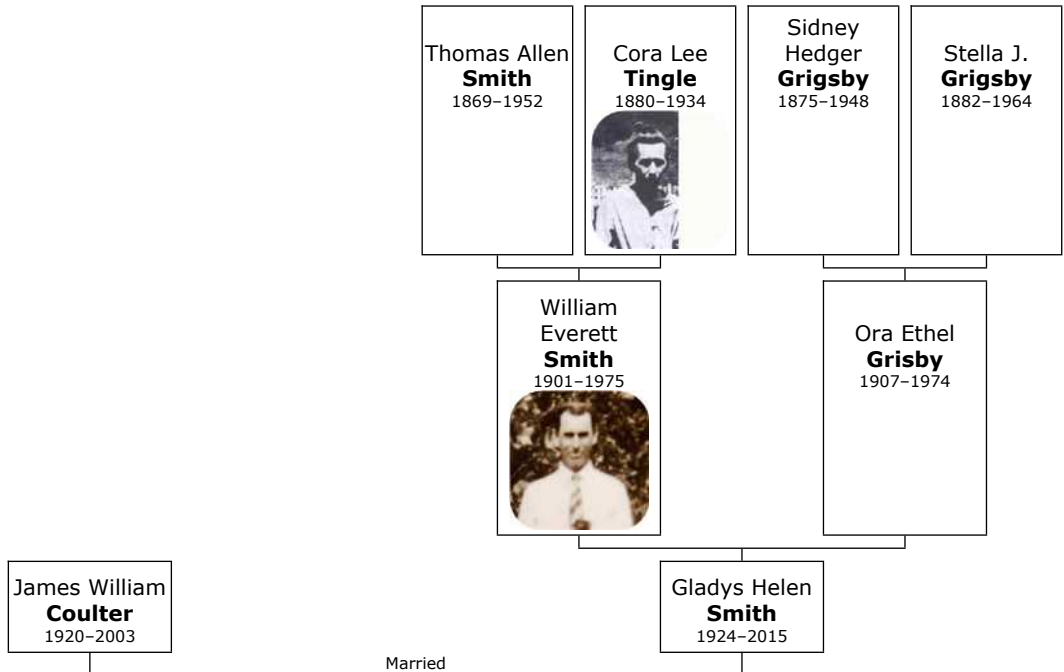 Thomas Allen
Smith
1869–1952
Cora Lee
Tingle
1880–1934
Sidney
Hedger
Grigsby
1875–1948
Stella J.
Grigsby
1882–1964
William
Everett
Smith
1901–1975
Ora Ethel
Grisby
1907–1974
James William
Coulter
1920–2003
Gladys Helen
Smith
1924–2015
Married